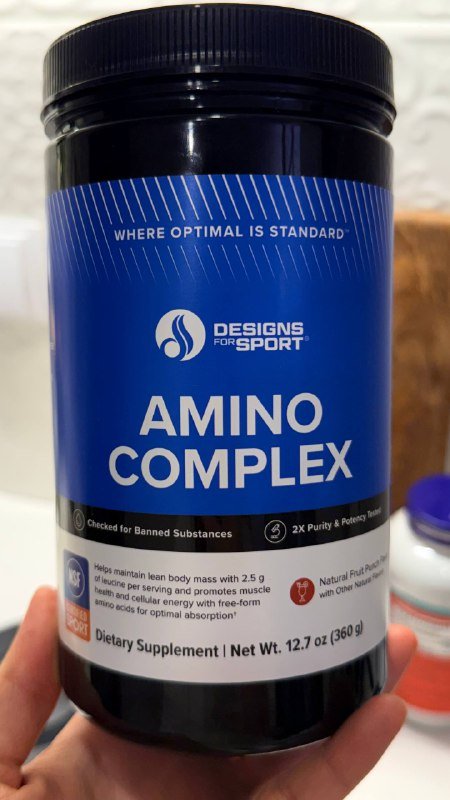 WHERE OPTIMAL IS STANDARD™
DESIGNS
FOR SPORT®
AMINO
COMPLEX
Checked for Banned Substances
2X Purity & Potency Tested
NSF
SPORT
Helps maintain lean body mass with 2.5 g
of leucine per serving and promotes muscle
health and cellular energy with free-form
amino acids for optimal absorption†
Natural Fruit Punch
with Other Natural
Dietary Supplement | Net Wt. 12.7 oz (360 g)